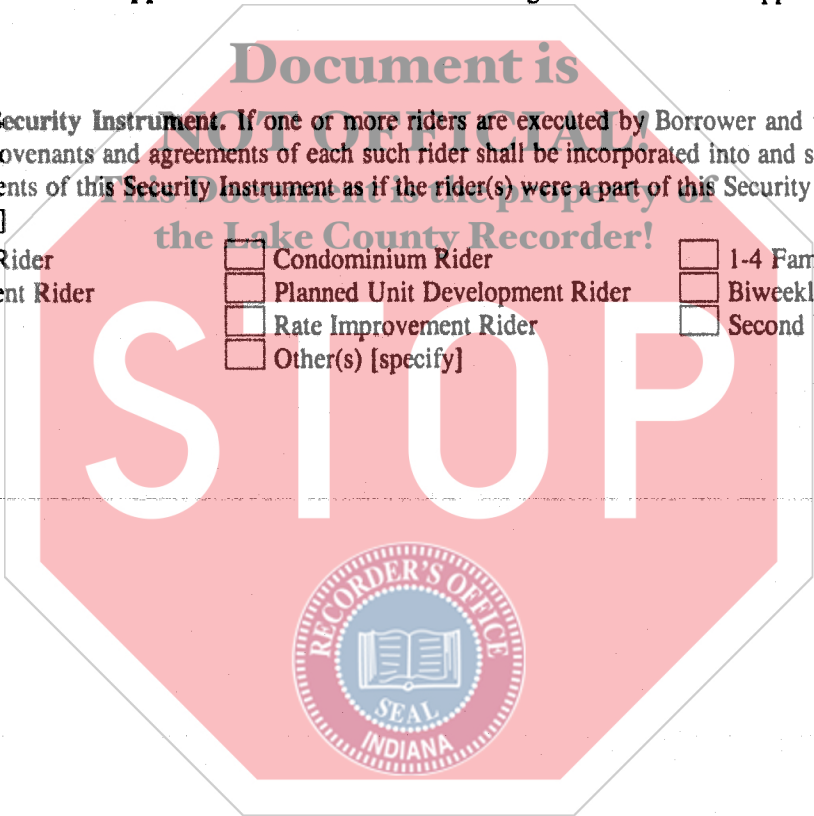 Document is
NOT OFFICIAL!
Security Instrument. If one or more riders are executed by Borrower and
ovenants and agreements of each such rider shall be incorporated into and s
ents of this Security Instrument as if the rider(s) were a part of this Security
This Document is the property of
]
the Lake County Recorder!
Rider Condominium Rider 1-4 Fam
ent Rider Planned Unit Development Rider Biweekl
Rate Improvement Rider Second
Other(s) [specify]
STOP
RECORDER'S OFFICE
SEAL
INDIANA